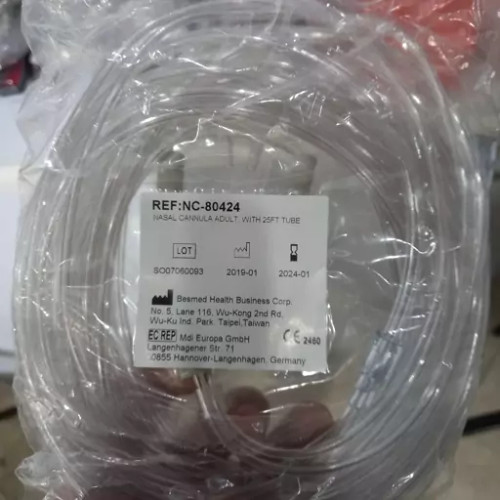 REF:NC-80424
NASAL CANNULA ADULT, WITH 25FT TUBE
LOT
SO07060093 2019-01 2024-01
Besmed Health Business Corp.
No. 5, Lane 116, Wu-Kong 2nd Rd,
Wu-Ku Ind. Park. Taipei,Taiwan
EC REP Mdi Europa GmbH
Langenhagener Str. 71
30855 Hannover-Langenhagen, Germany
CE 2460